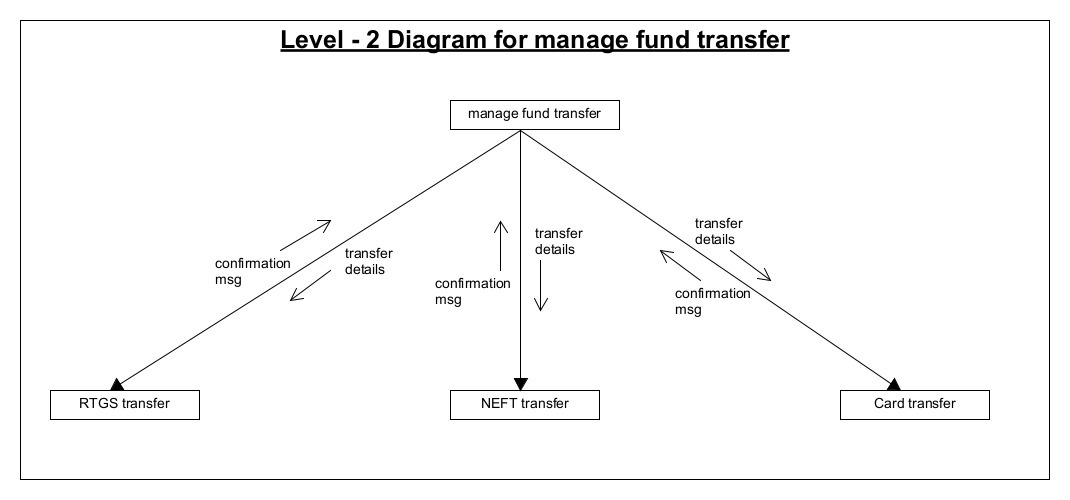 Level - 2 Diagram for manage fund transfer
manage fund transfer
confirmation
msg
transfer
details
confirmation
msg
transfer
details
transfer
details
confirmation
msg
RTGS transfer
NEFT transfer
Card transfer